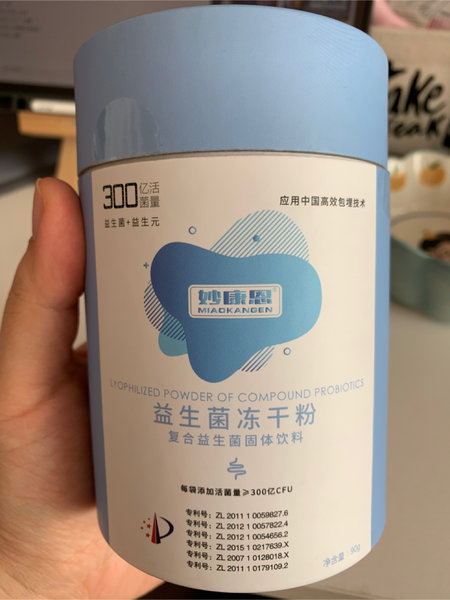 300亿活菌量
益生菌+益生元
应用中国高效包埋技术
妙康恩
MIAOKANGEN
LYOPHILIZED POWDER OF COMPOUND PROBIOTICS
益生菌冻干粉
复合益生菌固体饮料
每袋添加活菌量≥300亿CFU
专利号: ZL 2011 1 0059827.6
专利号: ZL 2012 1 0057822.4
专利号: ZL 2012 1 0054656.2
专利号: ZL 2015 1 0217639.X
专利号: ZL 2007 1 0128018.X
专利号: ZL 2011 1 0179109.2
净含量: 90g
take
break